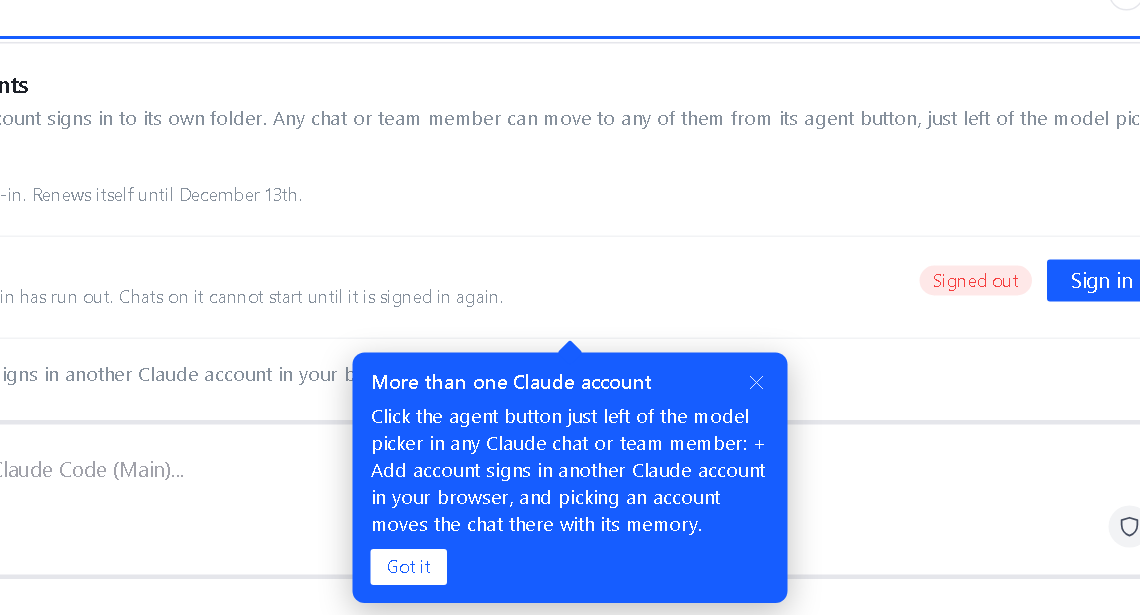 nts
count signs in to its own folder. Any chat or team member can move to any of them from its agent button, just left of the model pic
-in. Renews itself until December 13th.
Signed out
Sign in
in has run out. Chats on it cannot start until it is signed in again.
igns in another Claude account in your b
More than one Claude account
Click the agent button just left of the model
picker in any Claude chat or team member: +
Add account signs in another Claude account
in your browser, and picking an account
moves the chat there with its memory.
Got it
Claude Code (Main)...